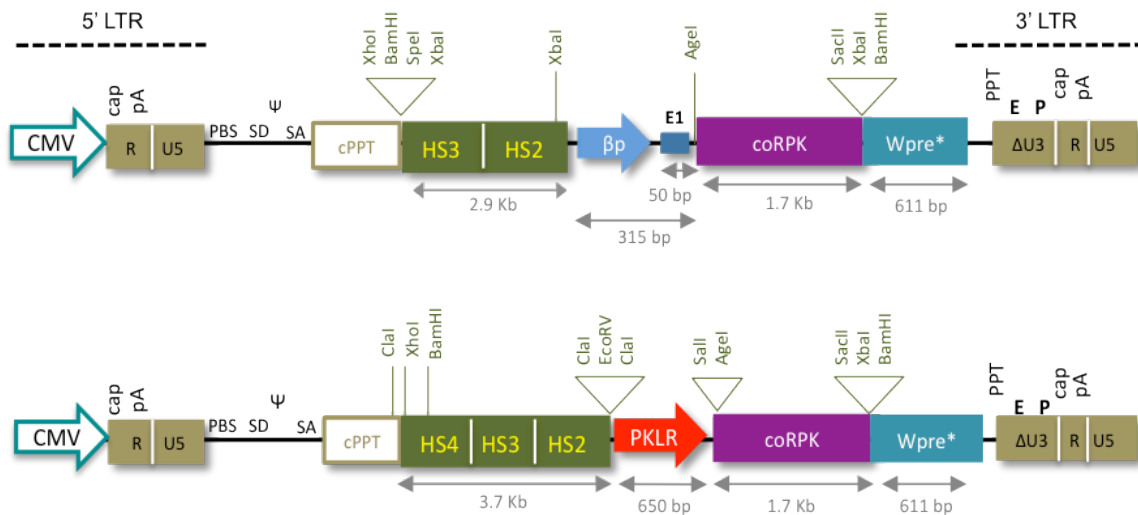 5' LTR
3' LTR
XhoI
BamHI
SpeI
XbaI
XbaI
AgeI
SacII
XbaI
BamHI
cap
pA
PPT
E P
cap
pA
Ψ
PBS SD SA
E1
CMV
R U5
cPPT
HS3 HS2
βp
coRPK
Wpre*
ΔU3 R U5
2.9 Kb
50 bp
1.7 Kb
611 bp
315 bp
ClaI
XhoI
BamHI
ClaI
EcoRV
ClaI
SalI
AgeI
SacII
XbaI
BamHI
cap
pA
PPT
E P
cap
pA
Ψ
PBS SD SA
CMV
R U5
cPPT
HS4 HS3 HS2
PKLR
coRPK
Wpre*
ΔU3 R U5
3.7 Kb
650 bp
1.7 Kb
611 bp